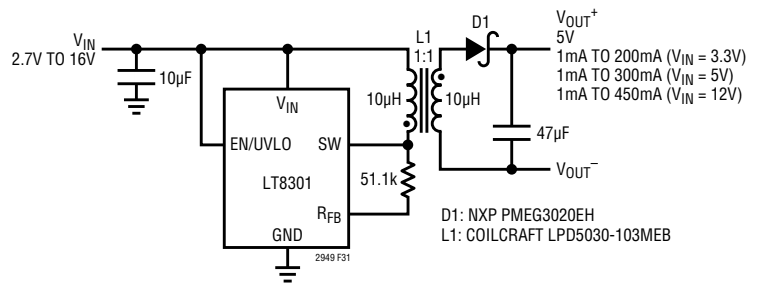 VIN
2.7V TO 16V
10µF
VIN
EN/UVLO
SW
LT8301
RFB
GND
2949 F31
51.1k
L1
1:1
10µH
10µH
D1
47µF
VOUT+
5V
1mA TO 200mA (VIN = 3.3V)
1mA TO 300mA (VIN = 5V)
1mA TO 450mA (VIN = 12V)
VOUT–
D1: NXP PMEG3020EH
L1: COILCRAFT LPD5030-103MEB